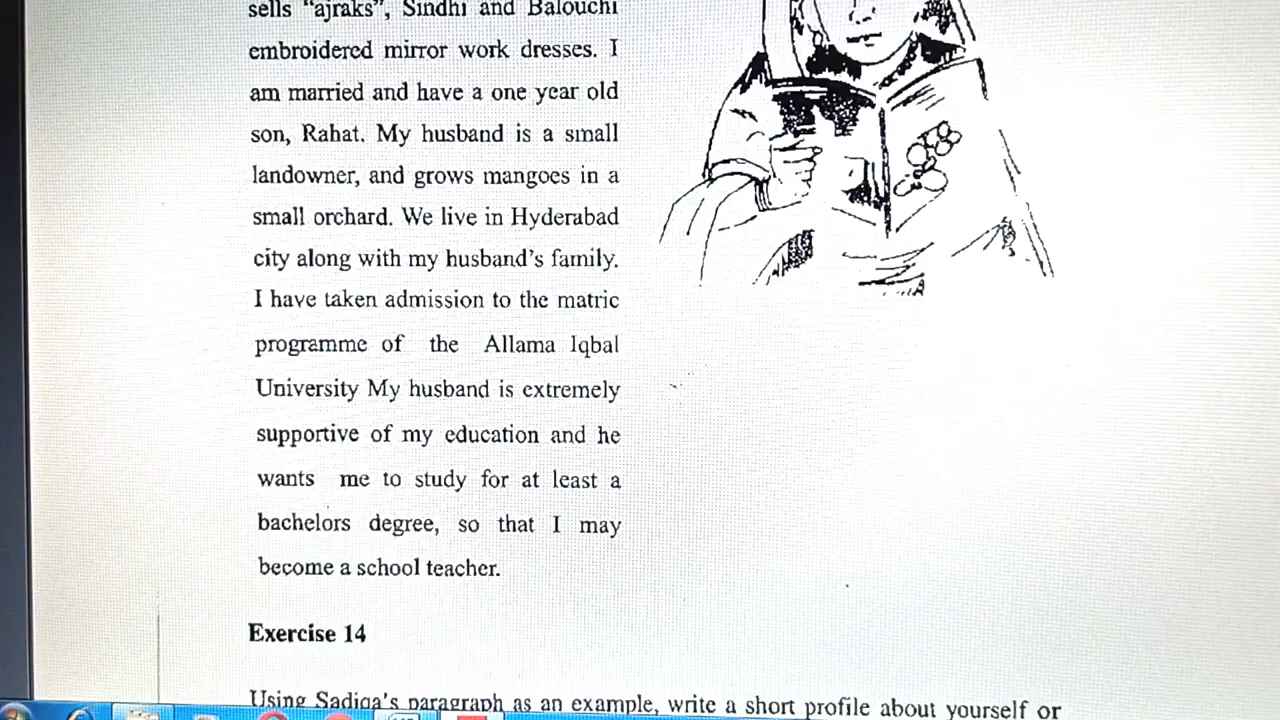 sells “ajraks”, Sindhi and Balouchi
embroidered mirror work dresses. I
am married and have a one year old
son, Rahat. My husband is a small
landowner, and grows mangoes in a
small orchard. We live in Hyderabad
city along with my husband’s family.
I have taken admission to the matric
programme of the Allama Iqbal
University My husband is extremely
supportive of my education and he
wants me to study for at least a
bachelors degree, so that I may
become a school teacher.
Exercise 14
Using Sadiqa’s paragraph as an example, write a short profile about yourself or